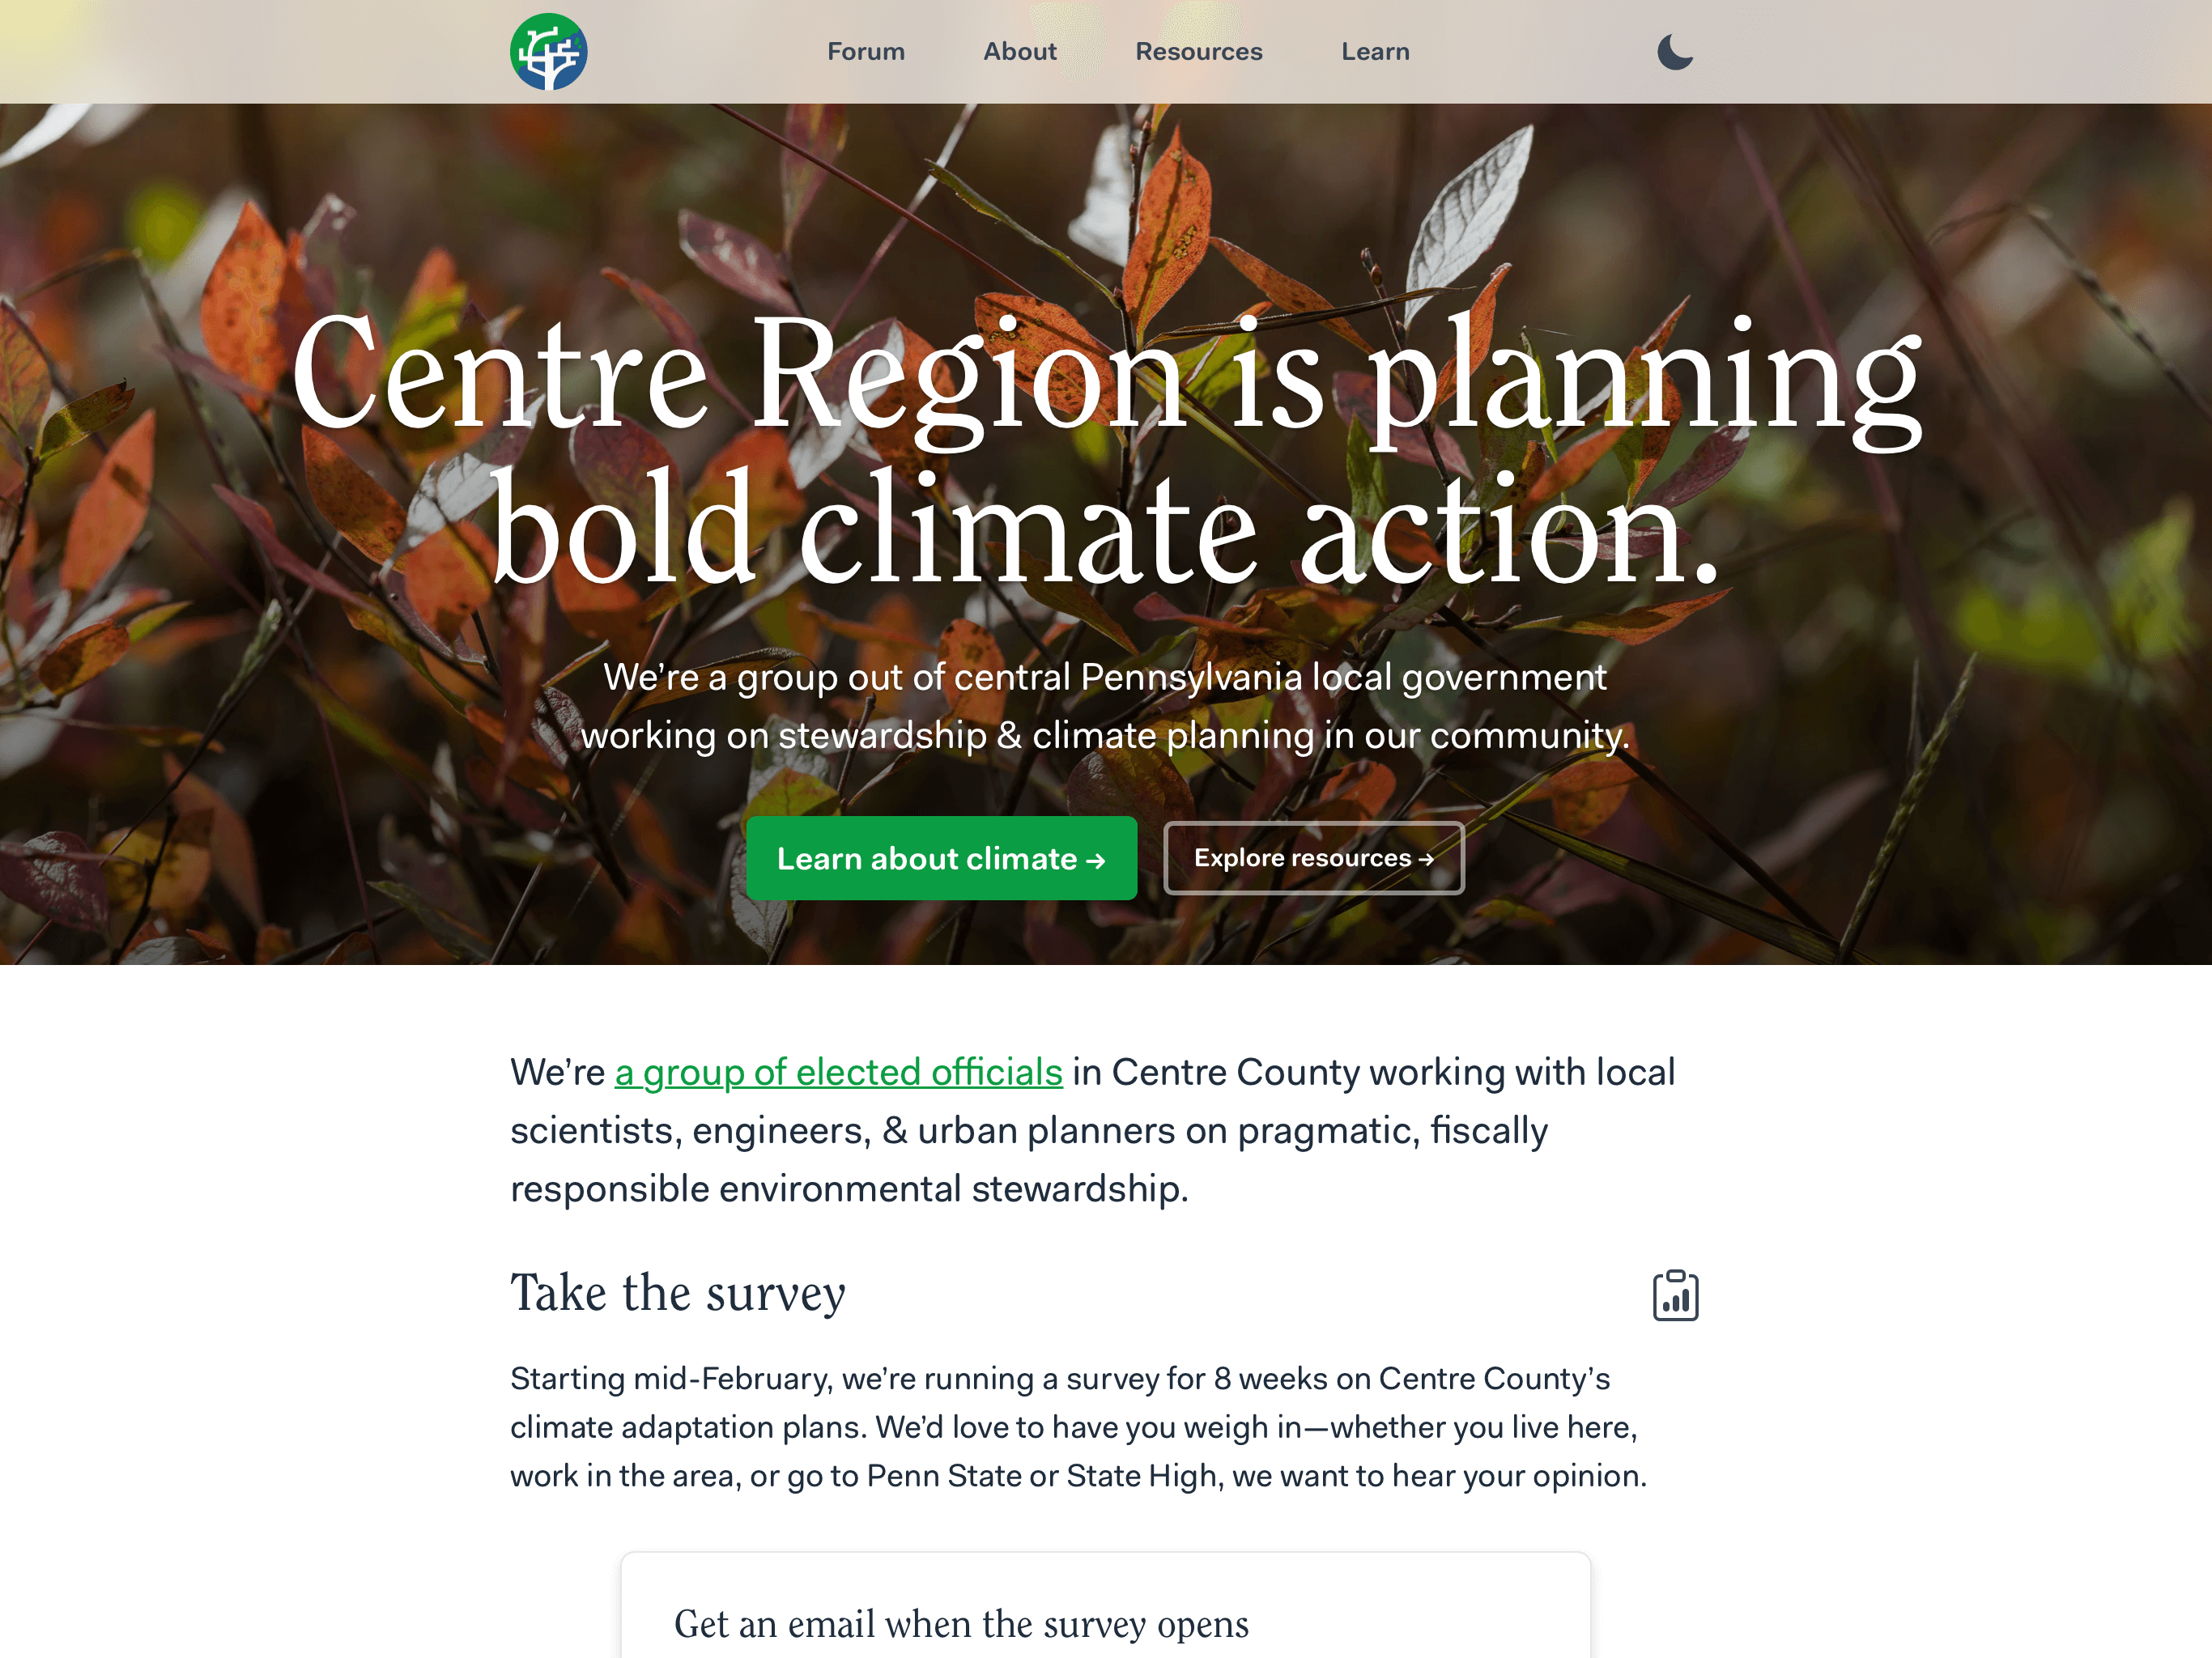 Forum About Resources Learn
Centre Region is planning
bold climate action.
We’re a group out of central Pennsylvania local government
working on stewardship & climate planning in our community.
Learn about climate →
Explore resources →
We’re a group of elected officials in Centre County working with local
scientists, engineers, & urban planners on pragmatic, fiscally
responsible environmental stewardship.
Take the survey
Starting mid-February, we’re running a survey for 8 weeks on Centre County’s
climate adaptation plans. We’d love to have you weigh in—whether you live here,
work in the area, or go to Penn State or State High, we want to hear your opinion.
Get an email when the survey opens